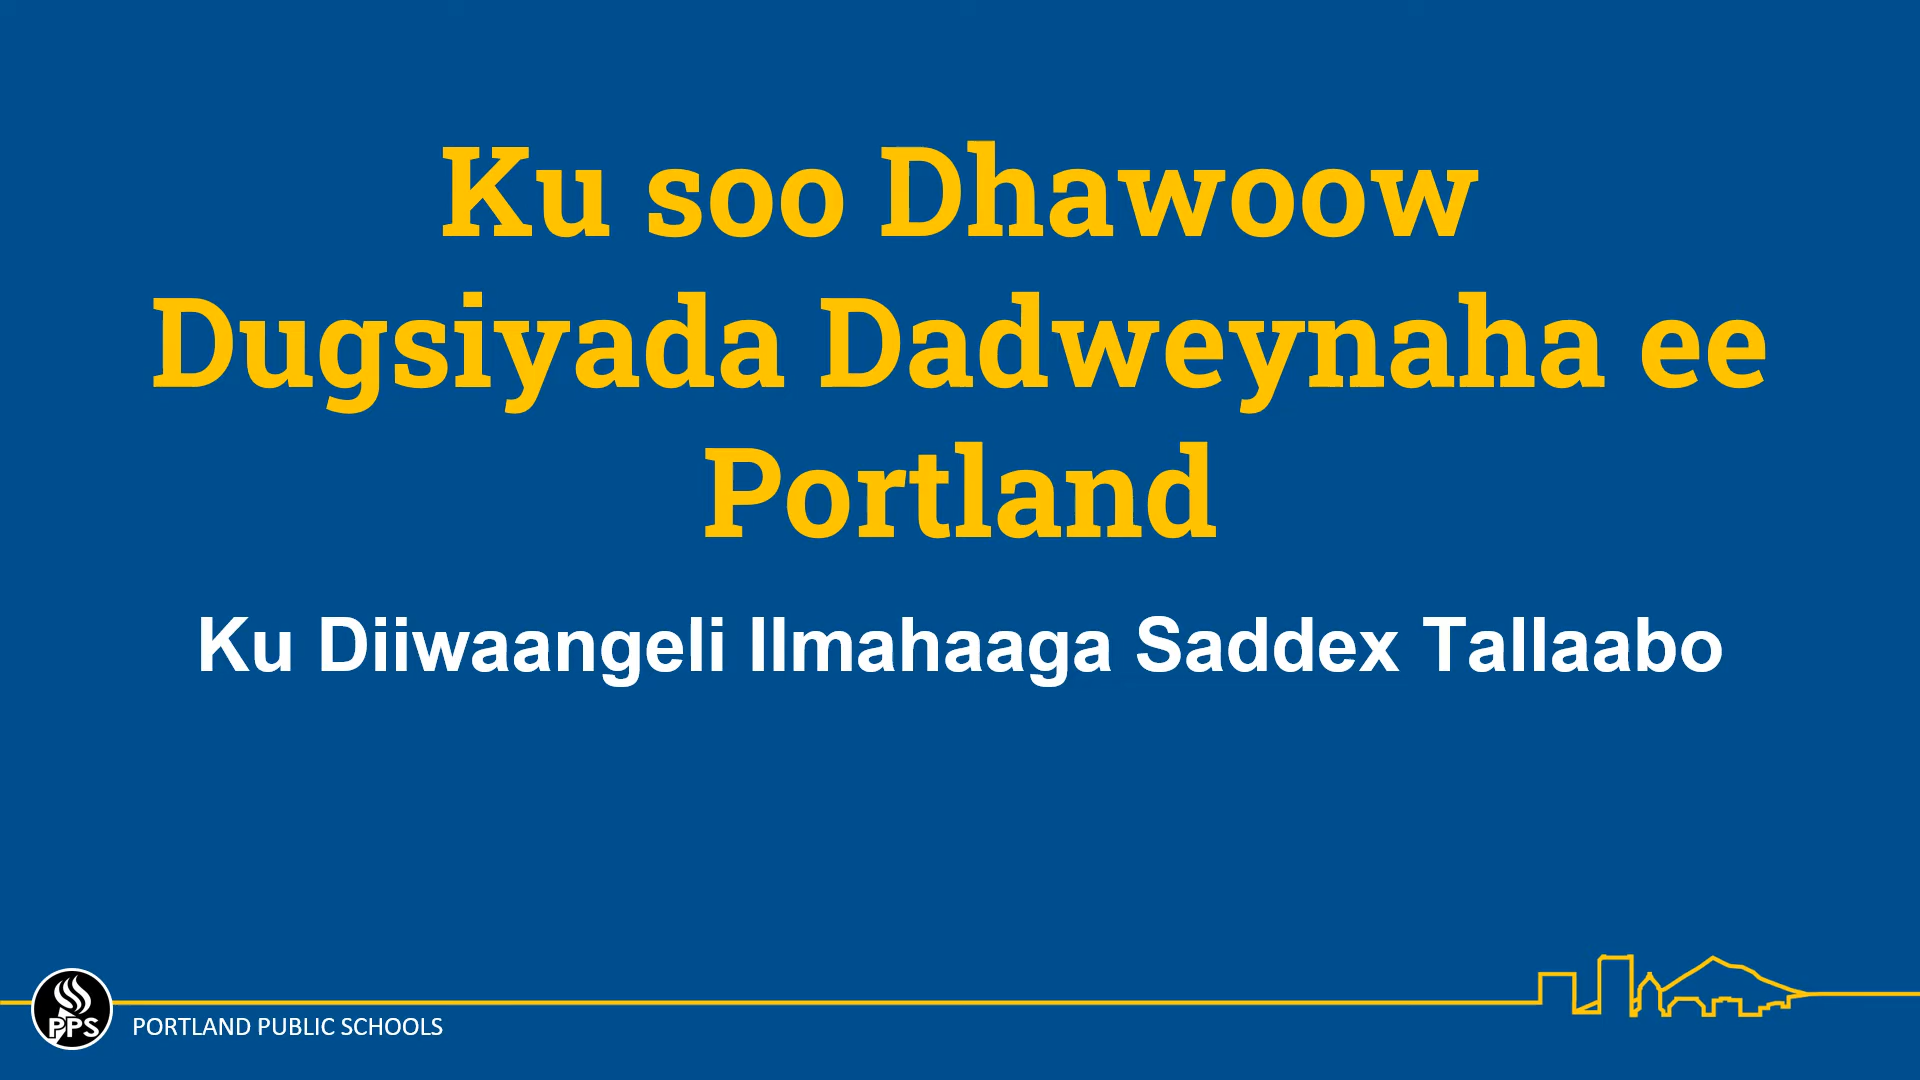 Ku soo Dhawoow
Dugsiyada Dadweynaha ee
Portland
Ku Diiwaangeli Ilmahaaga Saddex Tallaabo
PPS
PORTLAND PUBLIC SCHOOLS